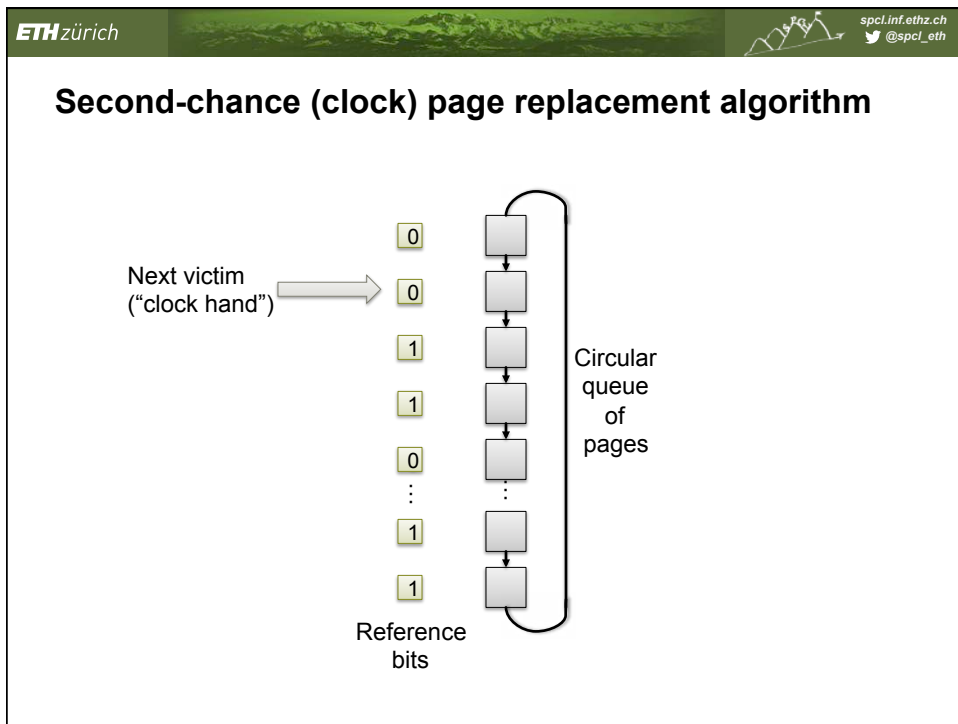 ETH zürich
spcl.inf.ethz.ch
@spcl_eth
Second-chance (clock) page replacement algorithm
0
Next victim
(“clock hand”)
0
1
1
0
⋮
⋮
1
1
Circular
queue
of
pages
Reference
bits